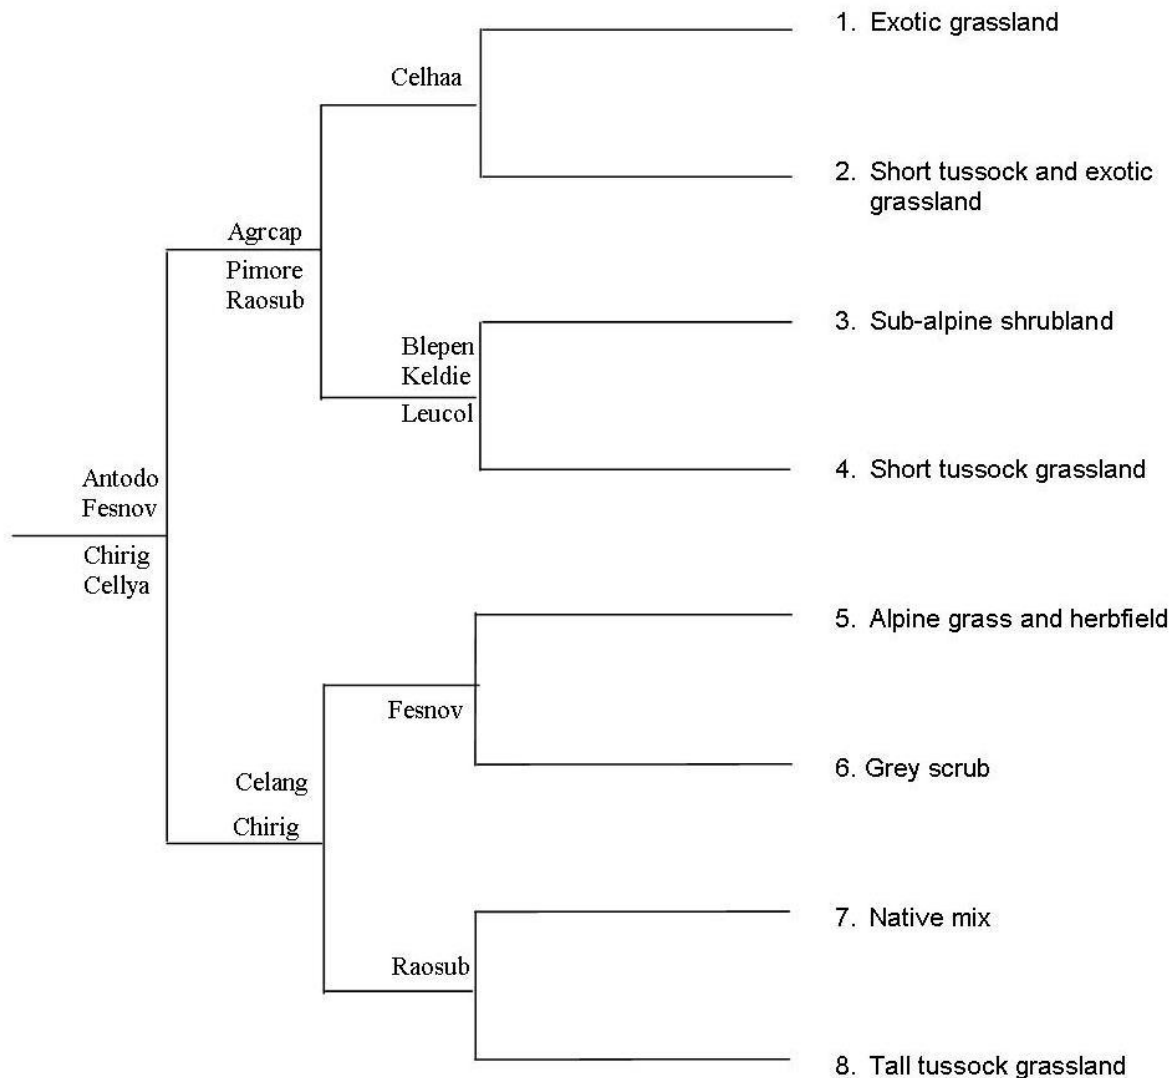 1. Exotic grassland
Celhaa
2. Short tussock and exotic
grassland
Agrcap
Pimore
Raosub
3. Sub-alpine shrubland
Blepen
Keldie
Leucol
4. Short tussock grassland
Antodo
Fesnov
Chirig
Cellya
5. Alpine grass and herbfield
Fesnov
6. Grey scrub
Celang
Chirig
7. Native mix
Raosub
8. Tall tussock grassland